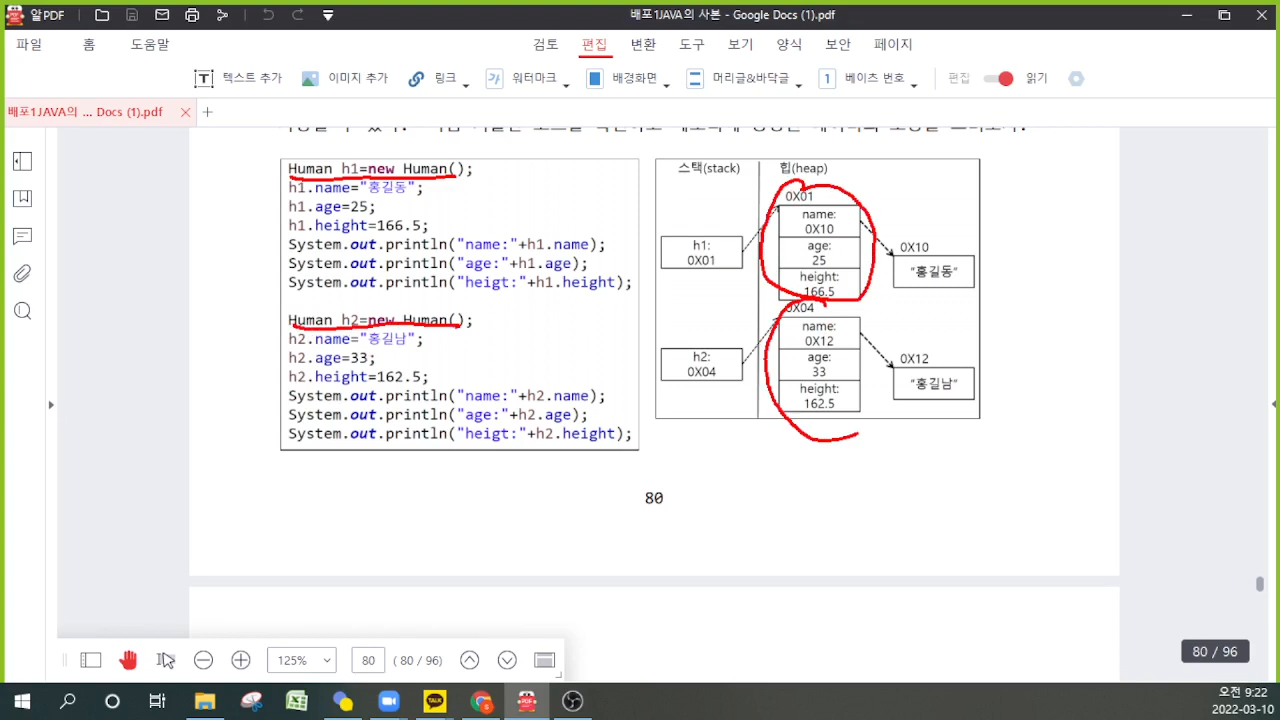 알PDF
배포1JAVA의 사본 - Google Docs (1).pdf
파일 홈 도움말 검토 편집 변환 도구 보기 양식 보안 페이지
텍스트 추가 이미지 추가 링크 워터마크 배경화면 머리글&바닥글 베이츠 번호 편집 읽기
배포1JAVA의 ... Docs (1).pdf
Human h1=new Human();
h1.name="홍길동";
h1.age=25;
h1.height=166.5;
System.out.println("name:"+h1.name);
System.out.println("age:"+h1.age);
System.out.println("heigt:"+h1.height);
Human h2=new Human();
h2.name="홍길남";
h2.age=33;
h2.height=162.5;
System.out.println("name:"+h2.name);
System.out.println("age:"+h2.age);
System.out.println("heigt:"+h2.height);
스택(stack) 힙(heap)
0X01
name:
0X10
h1:
0X01
age:
25
0X10
"홍길동"
height:
166.5
0X04
name:
0X12
h2:
0X04
age:
33
0X12
"홍길남"
height:
162.5
80
125% 80 (80 / 96)
80 / 96
TALK
PDF
오전 9:22
2022-03-10